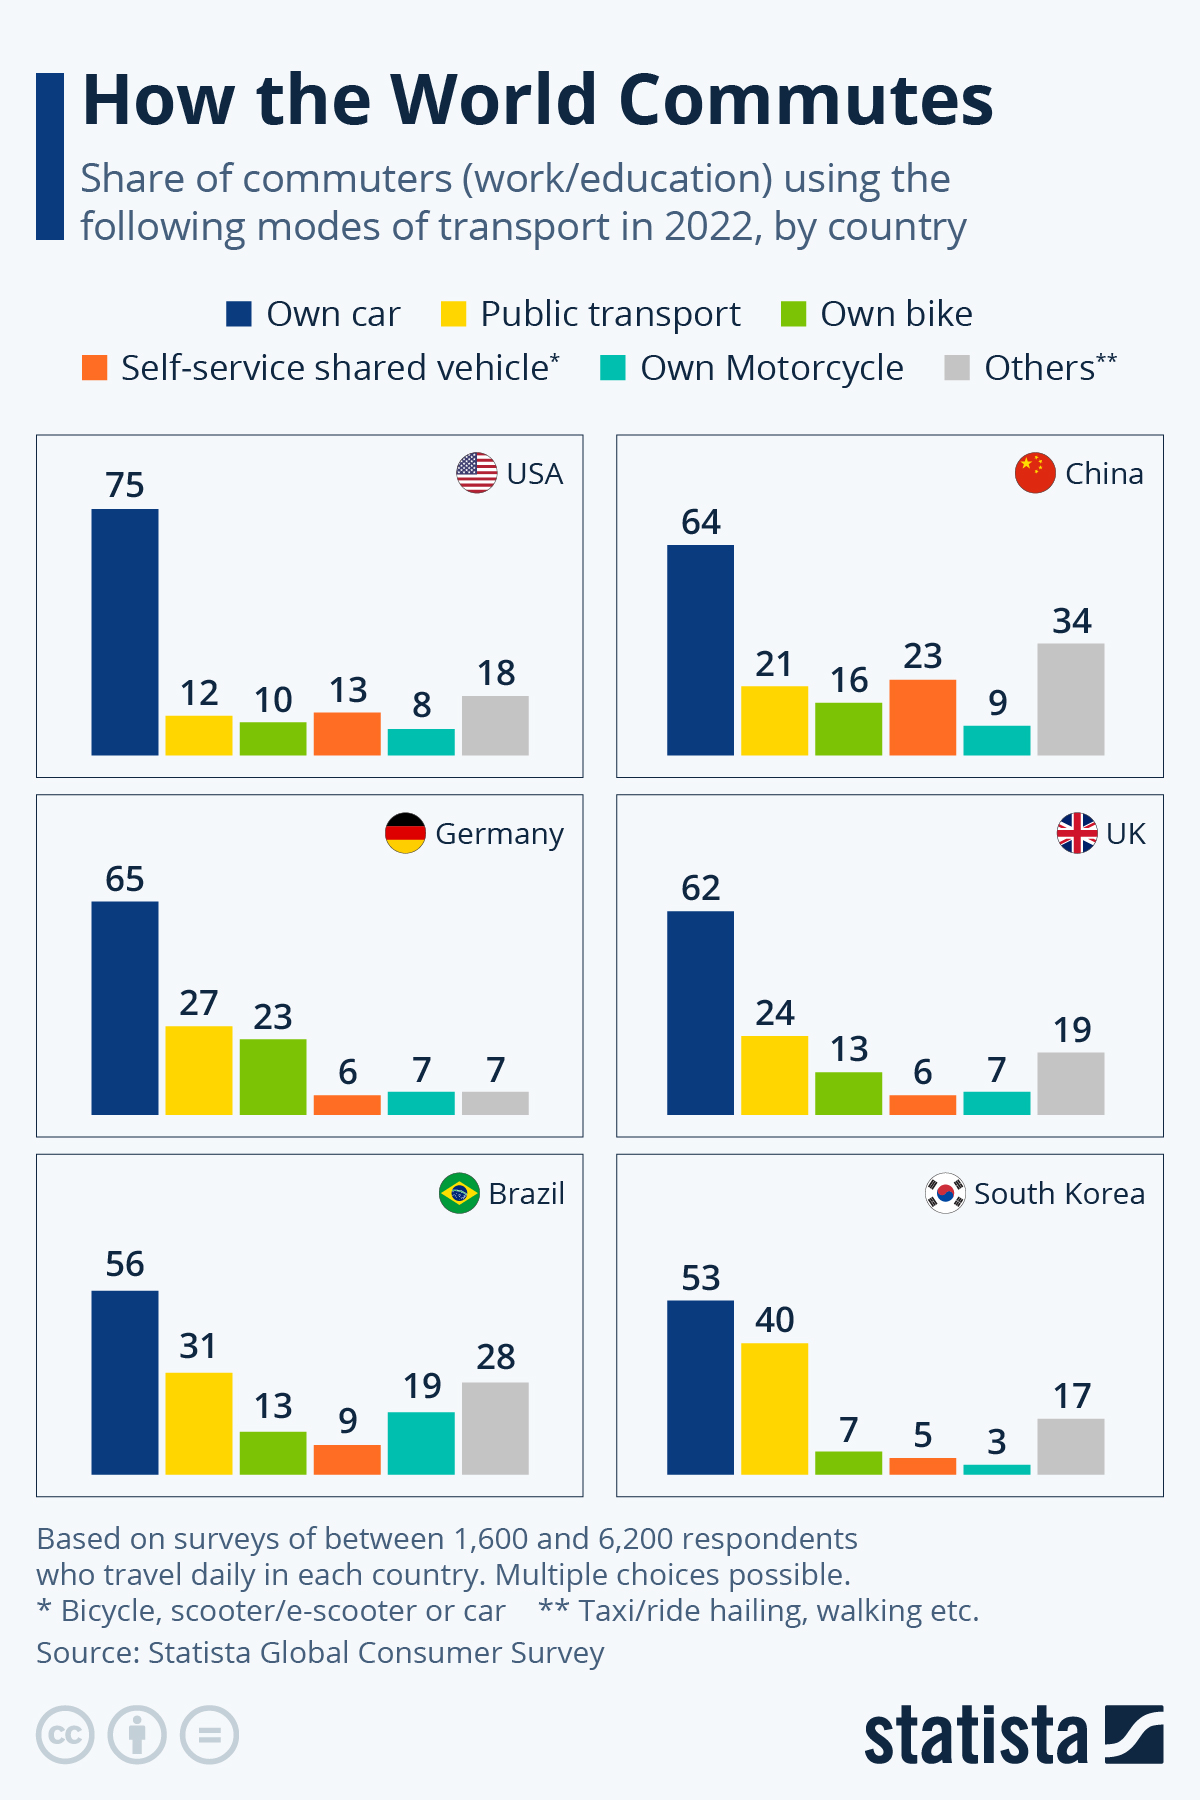 How the World Commutes
Share of commuters (work/education) using the
following modes of transport in 2022, by country
Own car Public transport Own bike
Self-service shared vehicle* Own Motorcycle Others**
USA
75 12 10 13 8 18
China
64 21 16 23 9 34
Germany
65 27 23 6 7 7
UK
62 24 13 6 7 19
Brazil
56 31 13 9 19 28
South Korea
53 40 7 5 3 17
Based on surveys of between 1,600 and 6,200 respondents
who travel daily in each country. Multiple choices possible.
* Bicycle, scooter/e-scooter or car ** Taxi/ride hailing, walking etc.
Source: Statista Global Consumer Survey
cc =
statista